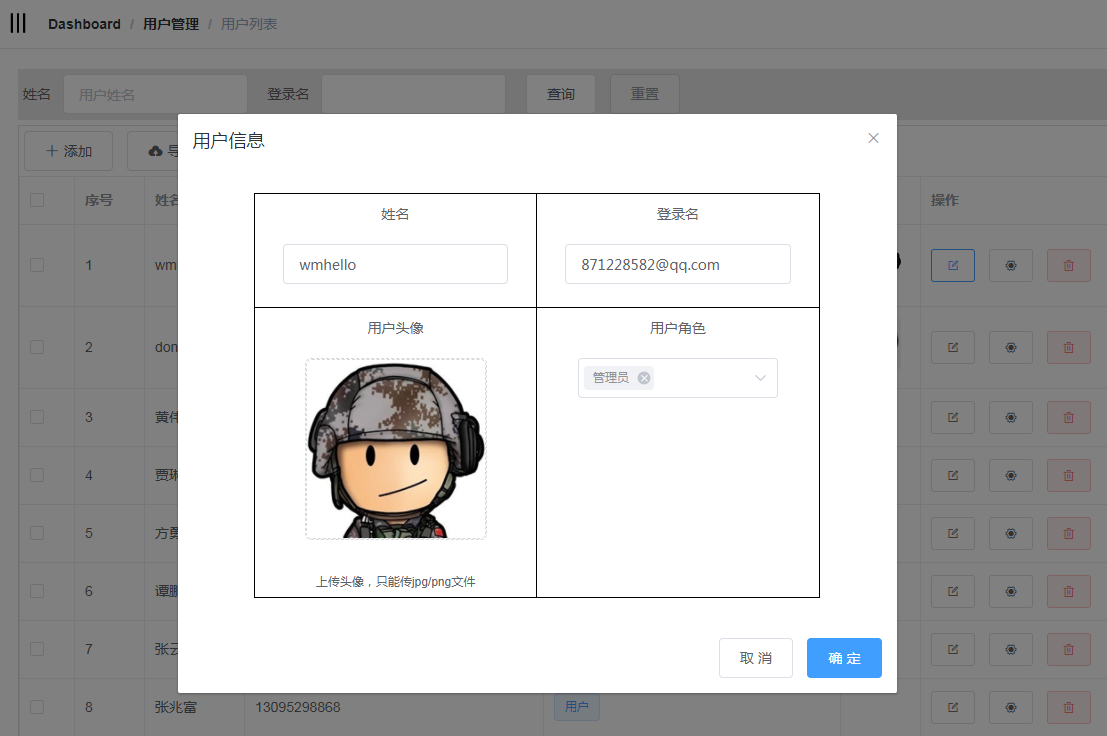 Dashboard / 用户管理 / 用户列表
姓名 用户姓名 登录名 查询 重置
添加 导
用户信息
序号 姓名 操作
姓名 登录名
wmhello 871228582@qq.com
用户头像 用户角色
管理员
上传头像，只能传jpg/png文件
取 消 确 定
1 wm
2 don
3 黄
4 贾
5 方勇
6 谭鹏
7 张云
8 张兆富 13095298868 用户